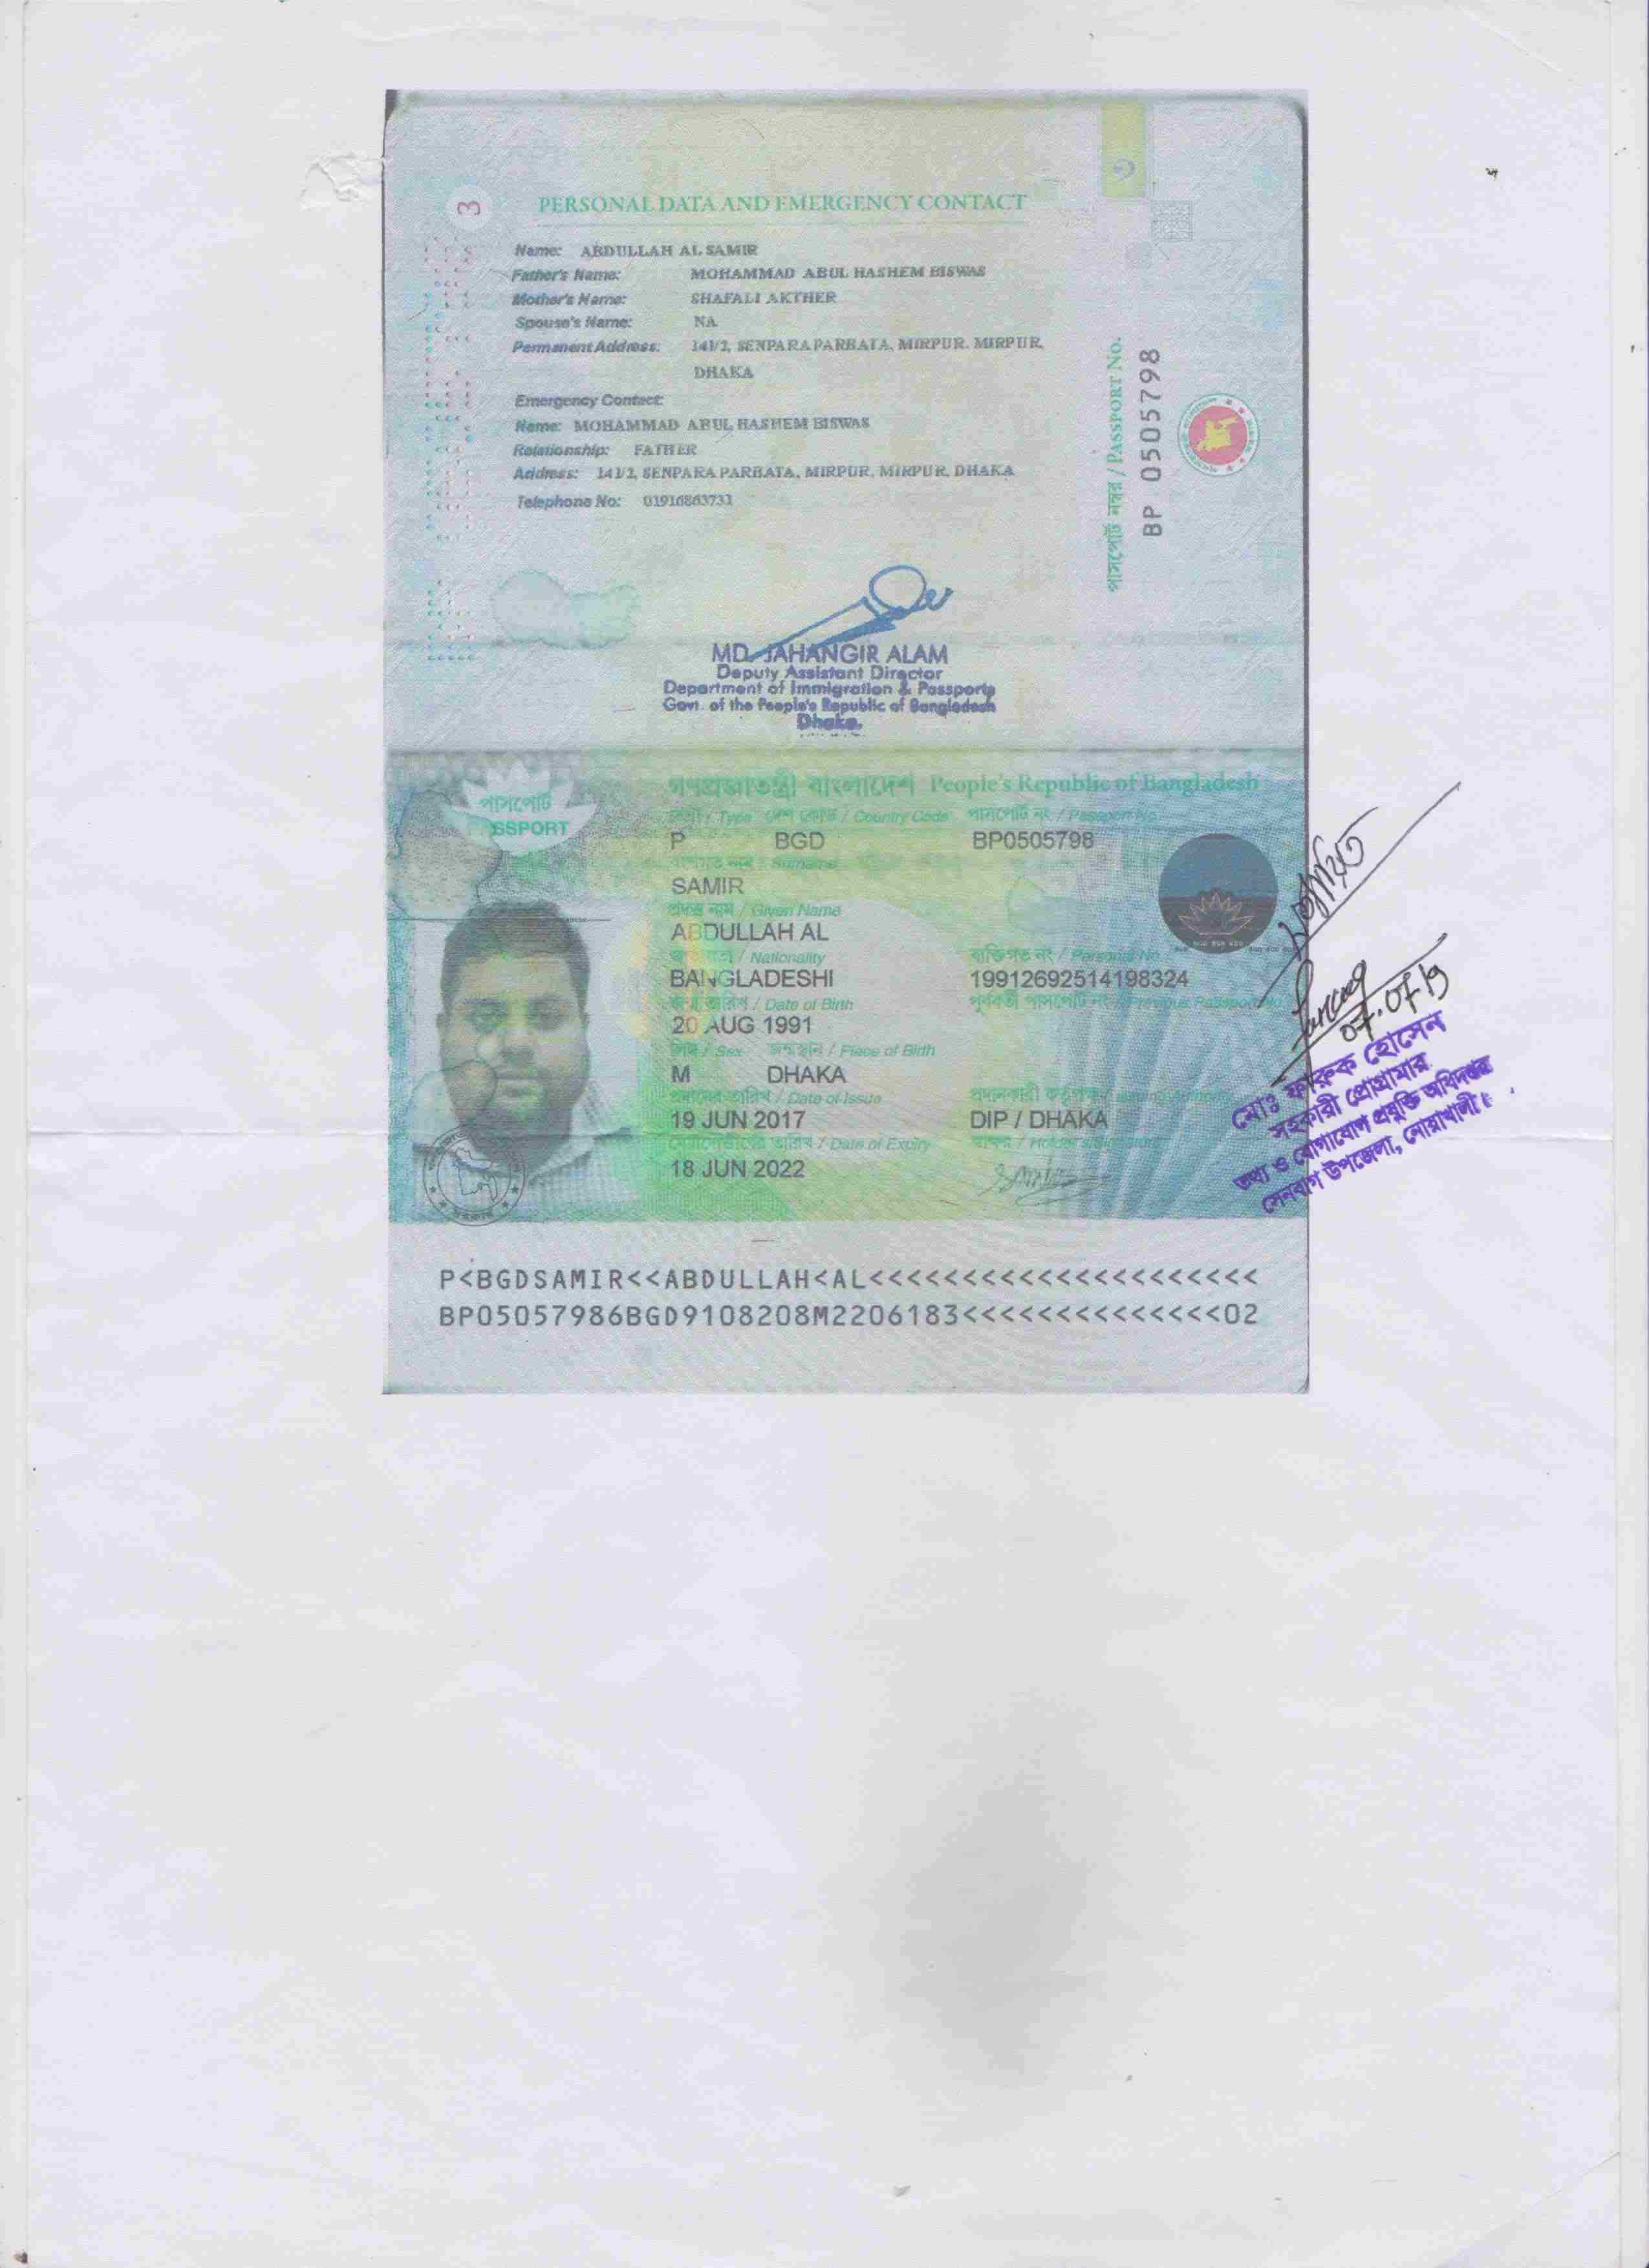 3
PERSONAL DATA AND EMERGENCY CONTACT
Name: ABDULLAH AL SAMIR
Father's Name: MOHAMMAD ABUL HASHEM BISWAS
Mother's Name: SHAFALI AKTHER
Spouse's Name: NA
Permanent Address: 141/2, SENPARA PARBATA, MIRPUR, MIRPUR,
DHAKA
Emergency Contact:
Name: MOHAMMAD ABUL HASHEM BISWAS
Relationship: FATHER
Address: 141/2, SENPARA PARBATA, MIRPUR, MIRPUR, DHAKA
Telephone No: 01916863731
পাসপোর্ট নম্বর / PASSPORT No.
BP 0505798
MD. JAHANGIR ALAM
Deputy Assistant Director
Department of Immigration & Passports
Govt. of the People's Republic of Bangladesh
Dhaka.
গণপ্রজাতন্ত্রী বাংলাদেশ People's Republic of Bangladesh
পাসপোর্ট
PASSPORT
/ Type দেশ কোড / Country Code পাসপোর্ট নং / Passport No.
P BGD BP0505798
/ Surname
SAMIR
প্রদত্ত নাম / Given Name
ABDULLAH AL
/ Nationality ব্যক্তিগত নং / Personal No.
BANGLADESHI 19912692514198324
জন্ম তারিখ / Date of Birth পূর্ববর্তী পাসপোর্ট নং / Previous Passport No.
20 AUG 1991
লিঙ্গ / Sex জন্মস্থান / Place of Birth
M DHAKA
প্রদানের তারিখ / Date of Issue প্রদানকারী কর্তৃপক্ষ / Issuing Authority
19 JUN 2017 DIP / DHAKA
মেয়াদোত্তীর্ণের তারিখ / Date of Expiry স্বাক্ষর / Holder's Signature
18 JUN 2022
P<BGDSAMIR<<ABDULLAH<AL<<<<<<<<<<<<<<<<<<<<<
BP05057986BGD9108208M2206183<<<<<<<<<<<<<<02
সত্যায়িত
07.07.19
মোঃ ফারুক হোসেন
সহকারী প্রোগ্রামার
তথ্য ও যোগাযোগ প্রযুক্তি অধিদপ্তর
সেনবাগ উপজেলা, নোয়াখালী।